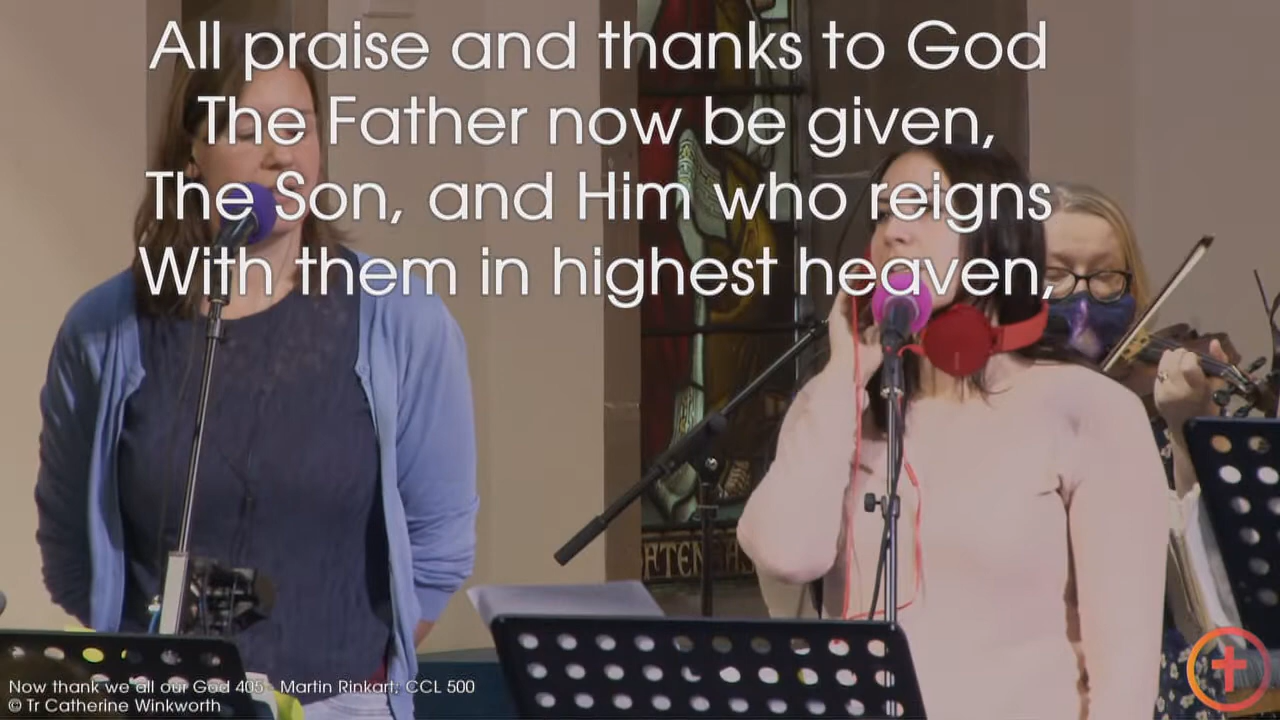 All praise and thanks to God
The Father now be given,
The Son, and Him who reigns
With them in highest heaven,
Now thank we all our God 405 - Martin Rinkart; CCL 500
© Tr Catherine Winkworth